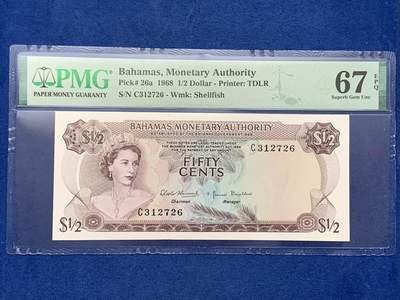 PMG
PAPER MONEY GUARANTY
Bahamas, Monetary Authority
Pick# 26a 1968 1/2 Dollar - Printer: TDLR
S/N C312726 - Wmk: Shellfish
67 EPQ
Superb Gem Unc
BAHAMAS MONETARY AUTHORITY
$½
$½
C312726
FIFTY
CENTS
C312726
Chairman
Manager
$½
$½